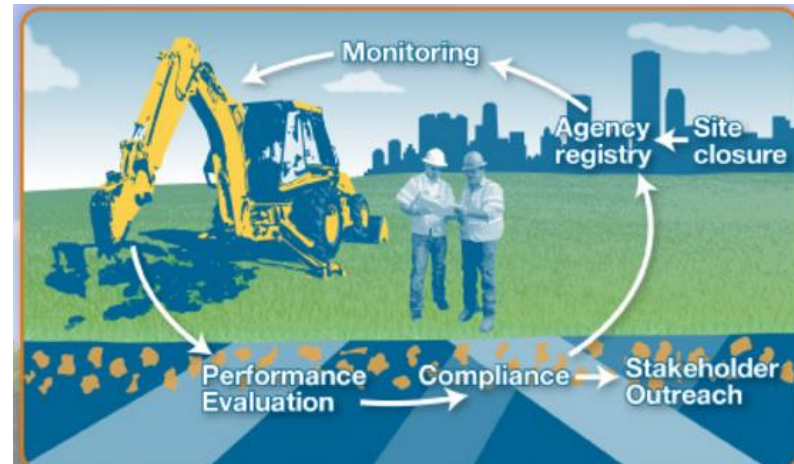 Monitoring
Agency
registry
Site
closure
Performance
Evaluation
Compliance
Stakeholder
Outreach